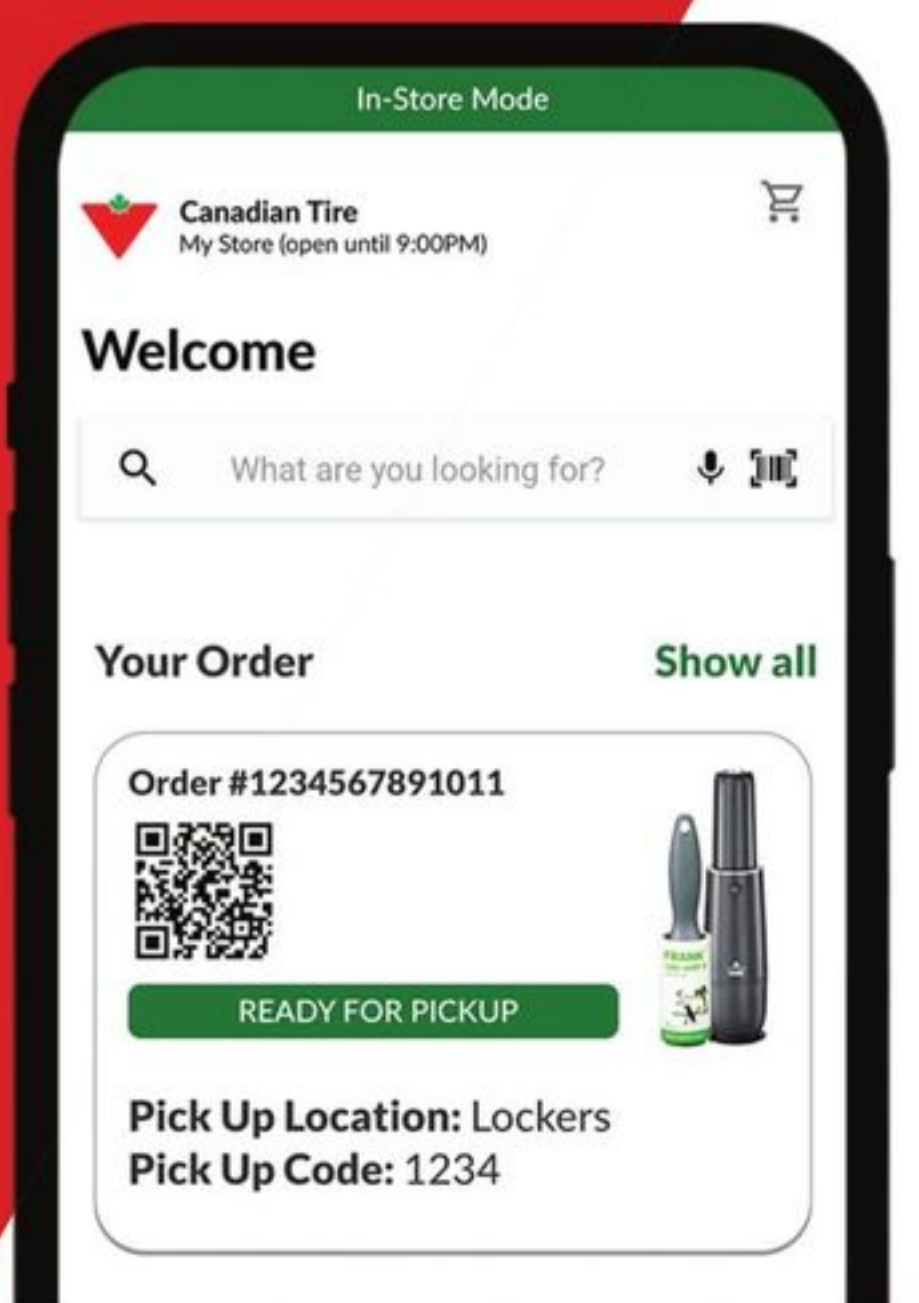 In-Store Mode
Canadian Tire
My Store (open until 9:00PM)
Welcome
What are you looking for?
Your Order
Show all
Order #1234567891011
READY FOR PICKUP
Pick Up Location: Lockers
Pick Up Code: 1234